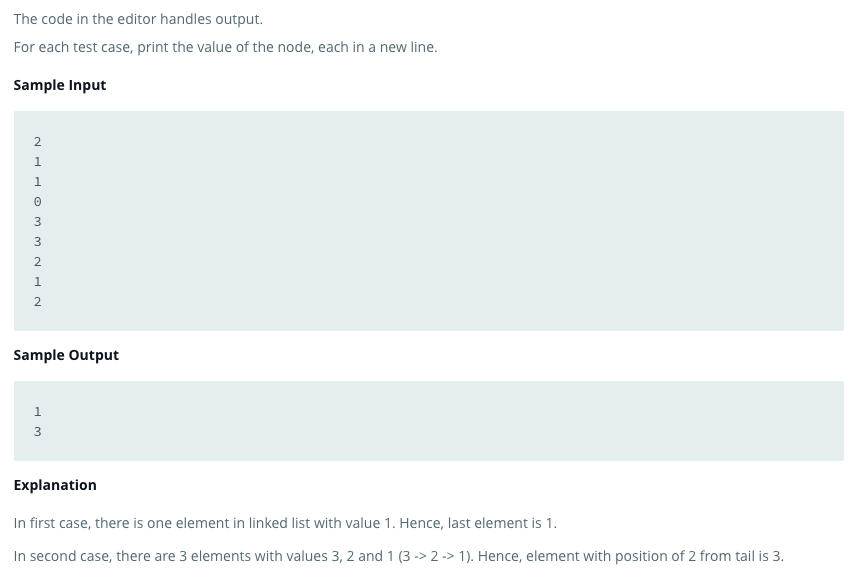 The code in the editor handles output.
For each test case, print the value of the node, each in a new line.
Sample Input
2
1
1
0
3
3
2
1
2
Sample Output
1
3
Explanation
In first case, there is one element in linked list with value 1. Hence, last element is 1.
In second case, there are 3 elements with values 3, 2 and 1 (3 -> 2 -> 1). Hence, element with position of 2 from tail is 3.